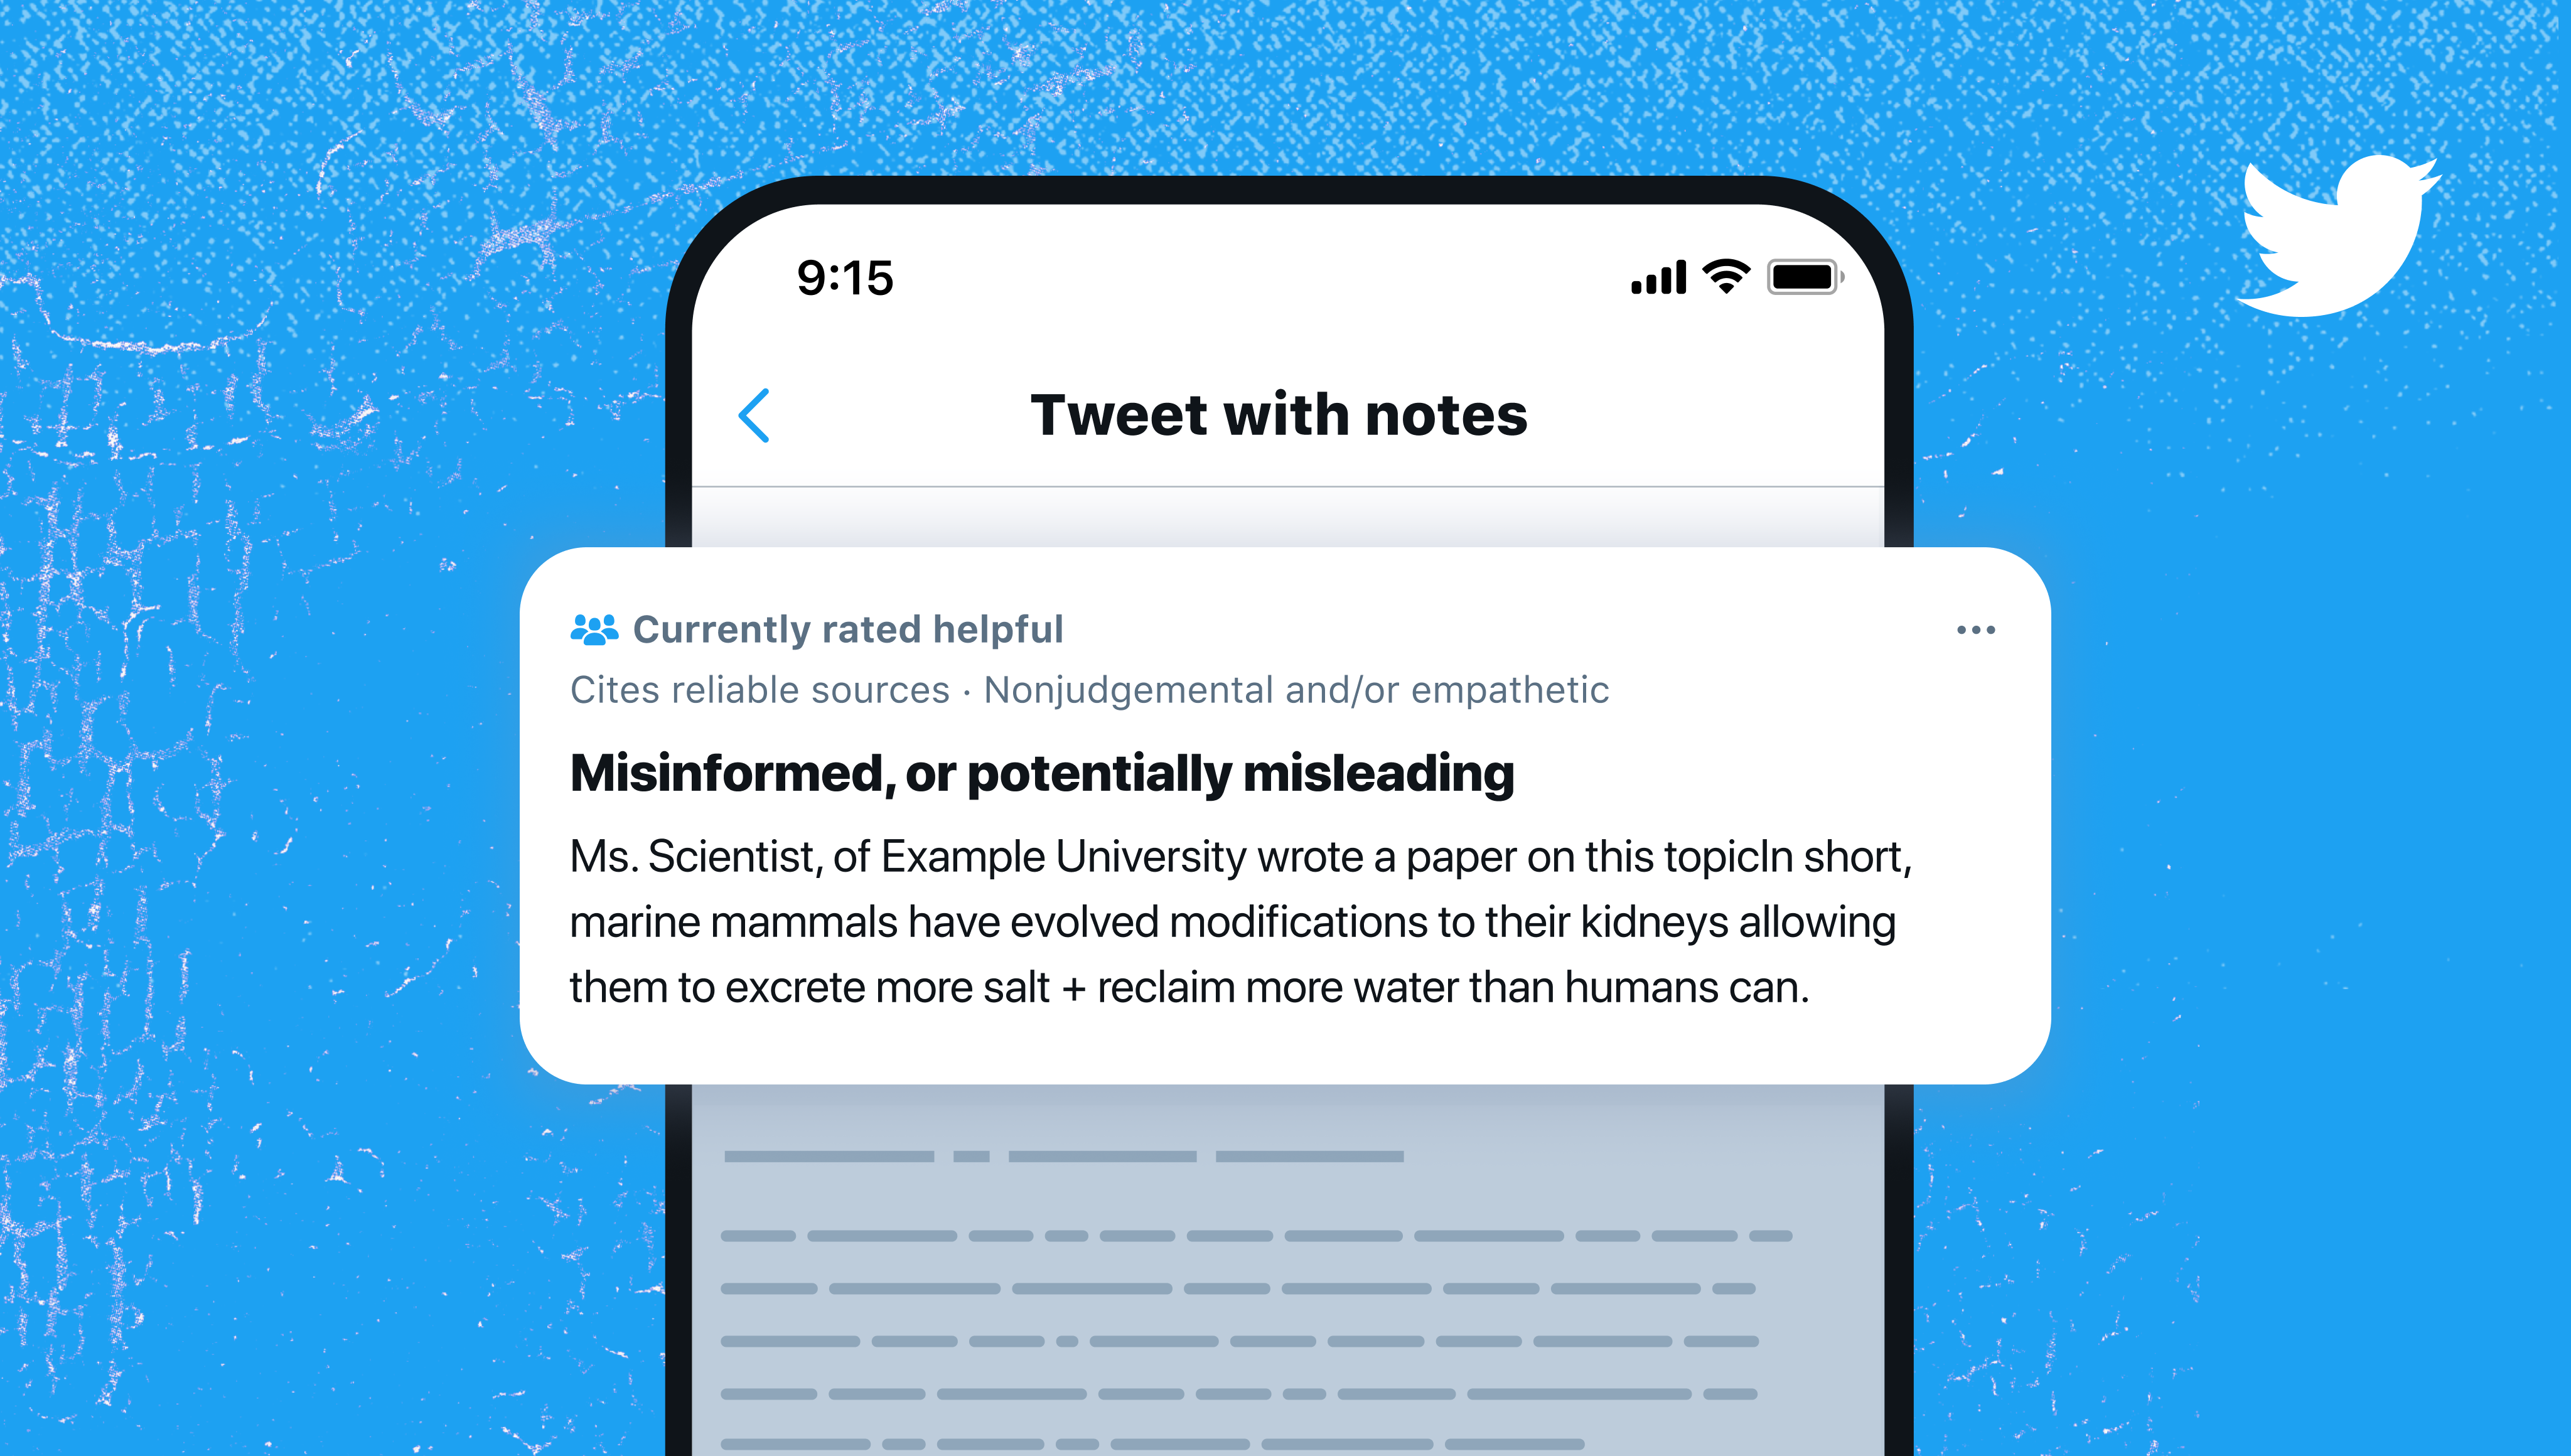 9:15
Tweet with notes
Currently rated helpful
Cites reliable sources · Nonjudgemental and/or empathetic
Misinformed, or potentially misleading
Ms. Scientist, of Example University wrote a paper on this topicIn short,
marine mammals have evolved modifications to their kidneys allowing
them to excrete more salt + reclaim more water than humans can.